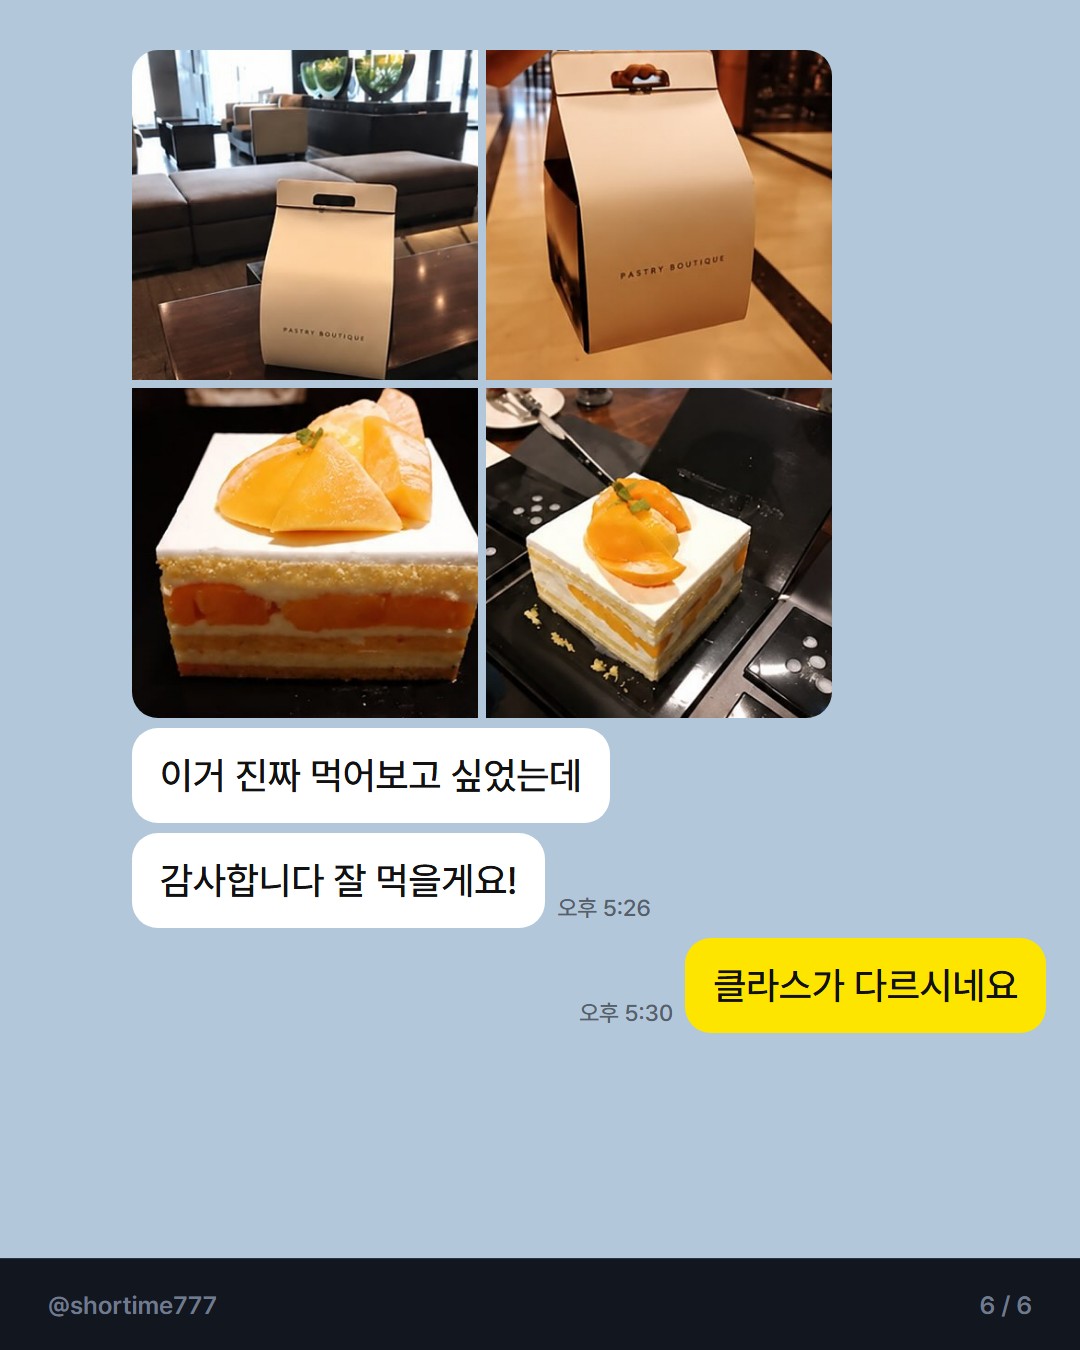 PASTRY BOUTIQUE
PASTRY BOUTIQUE
이거 진짜 먹어보고 싶었는데
감사합니다 잘 먹을게요!
오후 5:26
클라스가 다르시네요
오후 5:30
@shortime777
6 / 6